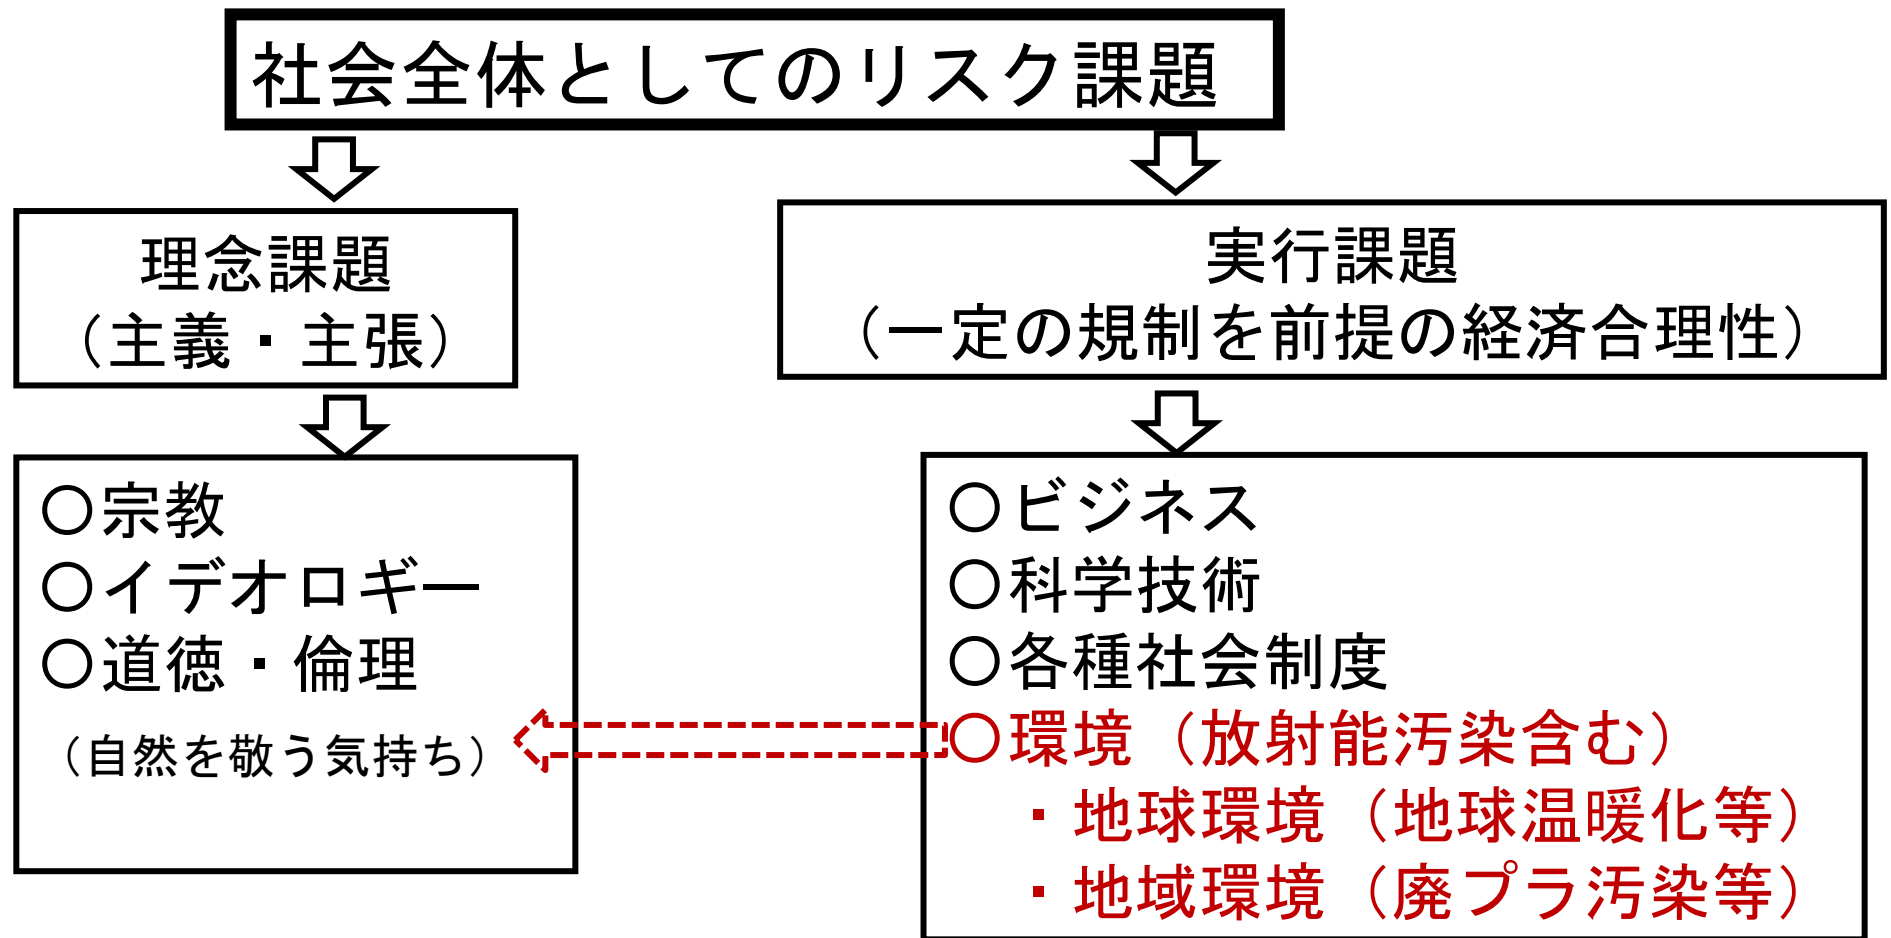 社会全体としてのリスク課題
理念課題
（主義・主張）
実行課題
（一定の規制を前提の経済合理性）
○宗教
○イデオロギー
○道徳・倫理
（自然を敬う気持ち）
○ビジネス
○科学技術
○各種社会制度
○環境（放射能汚染含む）
・地球環境（地球温暖化等）
・地域環境（廃プラ汚染等）